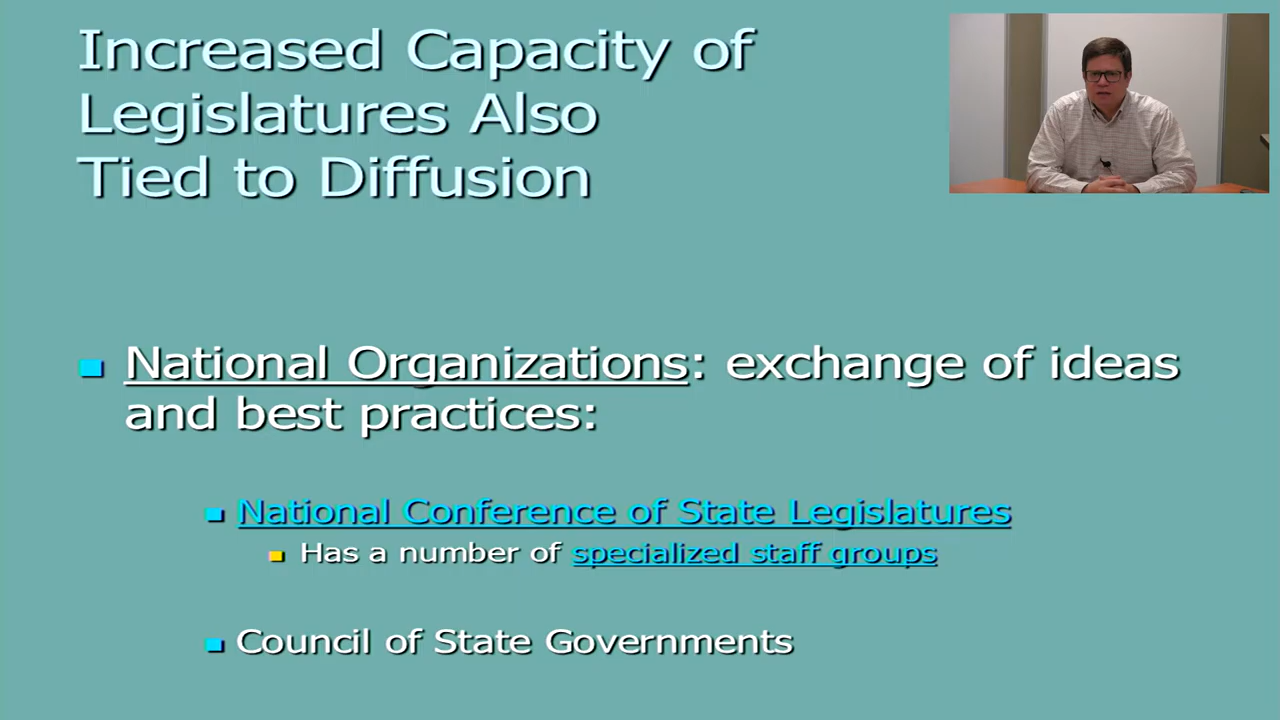 Increased Capacity of
Legislatures Also
Tied to Diffusion
National Organizations: exchange of ideas
and best practices:
National Conference of State Legislatures
Has a number of specialized staff groups
Council of State Governments